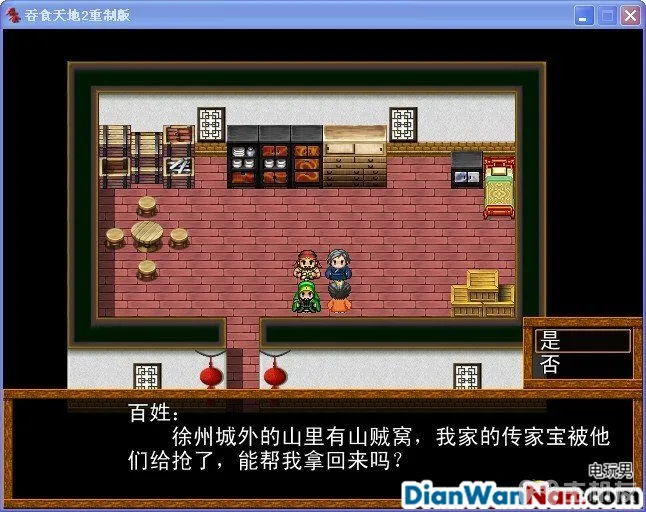 吞食天地2重制版
是
否
百姓：
徐州城外的山里有山贼窝，我家的传家宝被他
们给抢了，能帮我拿回来吗？
电玩男
DianWanNan.com